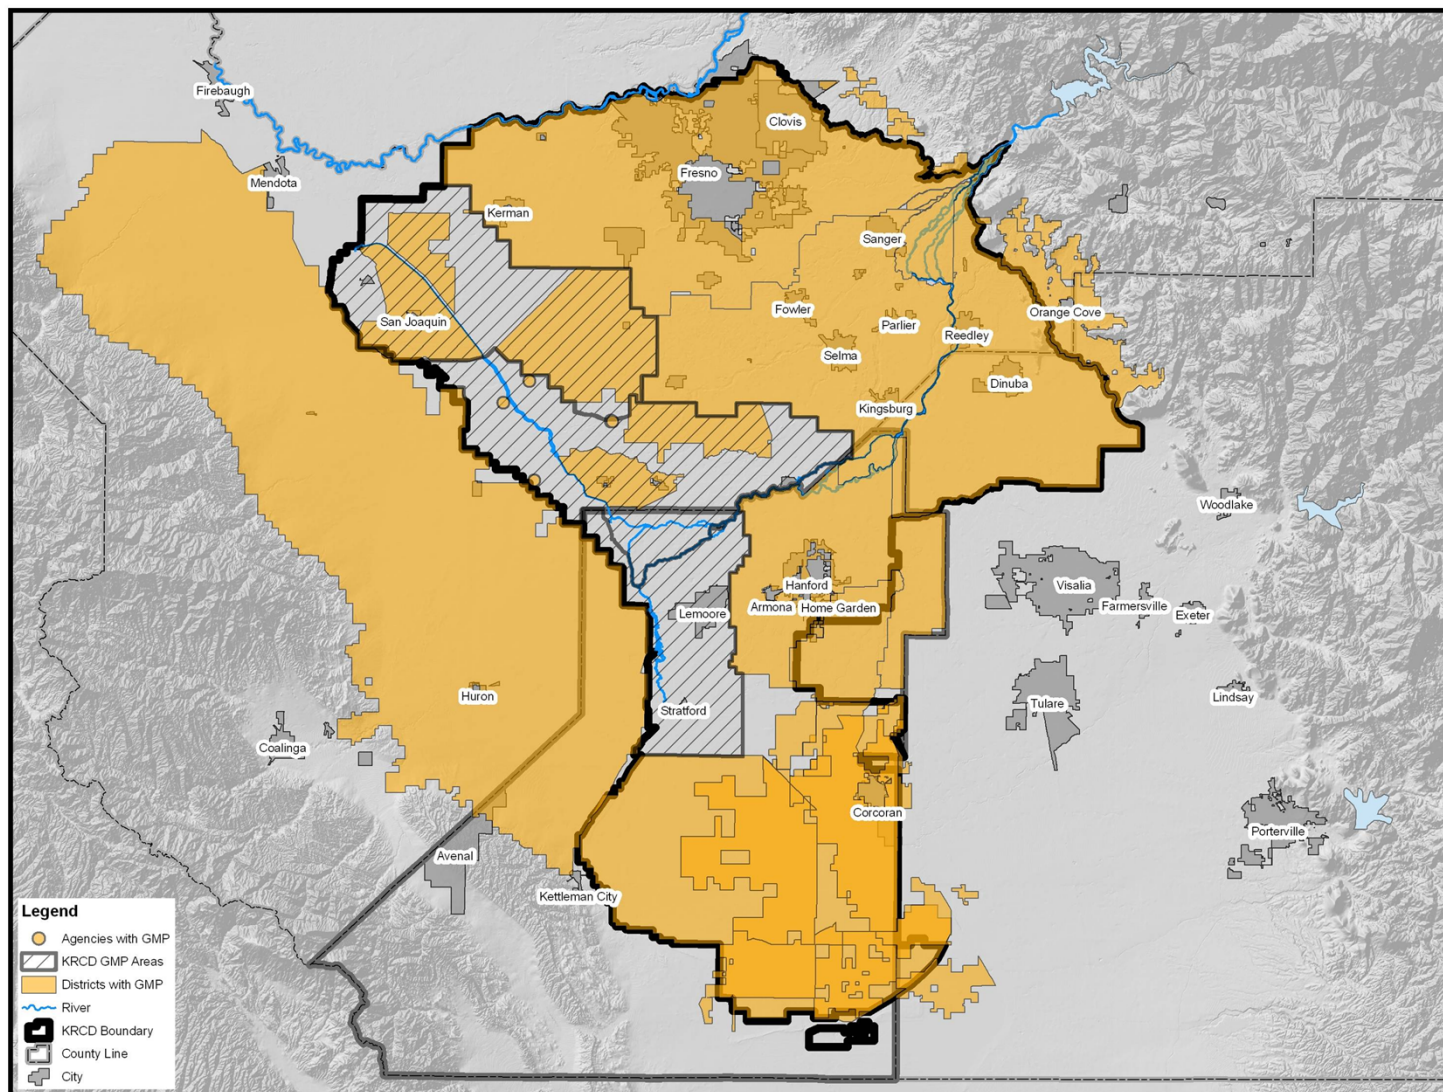 Firebaugh
Clovis
Fresno
Mendota
Kerman
Sanger
Fowler
Parlier
Orange Cove
San Joaquin
Reedley
Selma
Dinuba
Kingsburg
Woodlake
Hanford
Visalia
Armona
Home Garden
Farmersville
Exeter
Lemoore
Huron
Stratford
Tulare
Lindsay
Coalinga
Corcoran
Porterville
Avenal
Kettleman City
Legend
Agencies with GMP
KRCD GMP Areas
Districts with GMP
River
KRCD Boundary
County Line
City